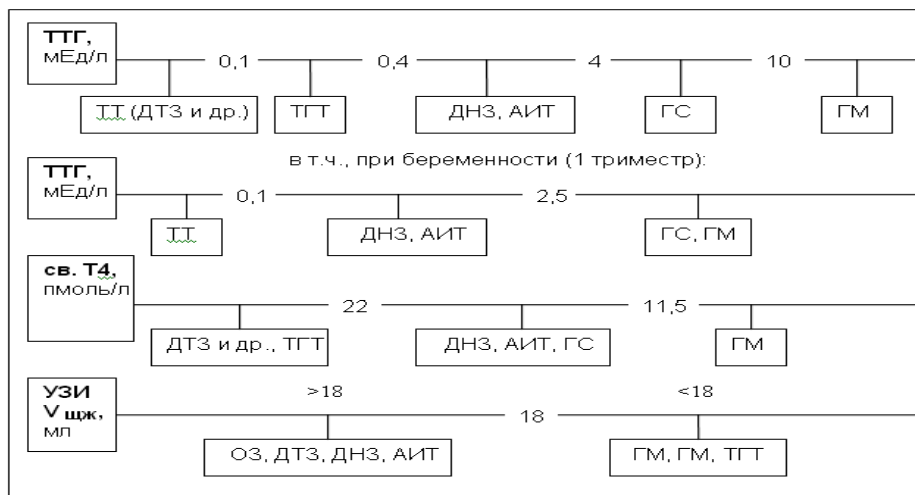 ТТГ,
мЕд/л
0,1 0,4 4 10
ТТ (ДТЗ и др.) ТГТ ДНЗ, АИТ ГС ГМ
в т.ч., при беременности (1 триместр):
ТТГ,
мЕд/л
0,1 2,5
ТТ ДНЗ, АИТ ГС, ГМ
св. Т4,
пмоль/л
22 11,5
ДТЗ и др., ТГТ ДНЗ, АИТ, ГС ГМ
УЗИ
V щж,
мл
>18 18 <18
ОЗ, ДТЗ, ДНЗ, АИТ ГМ, ГМ, ТГТ